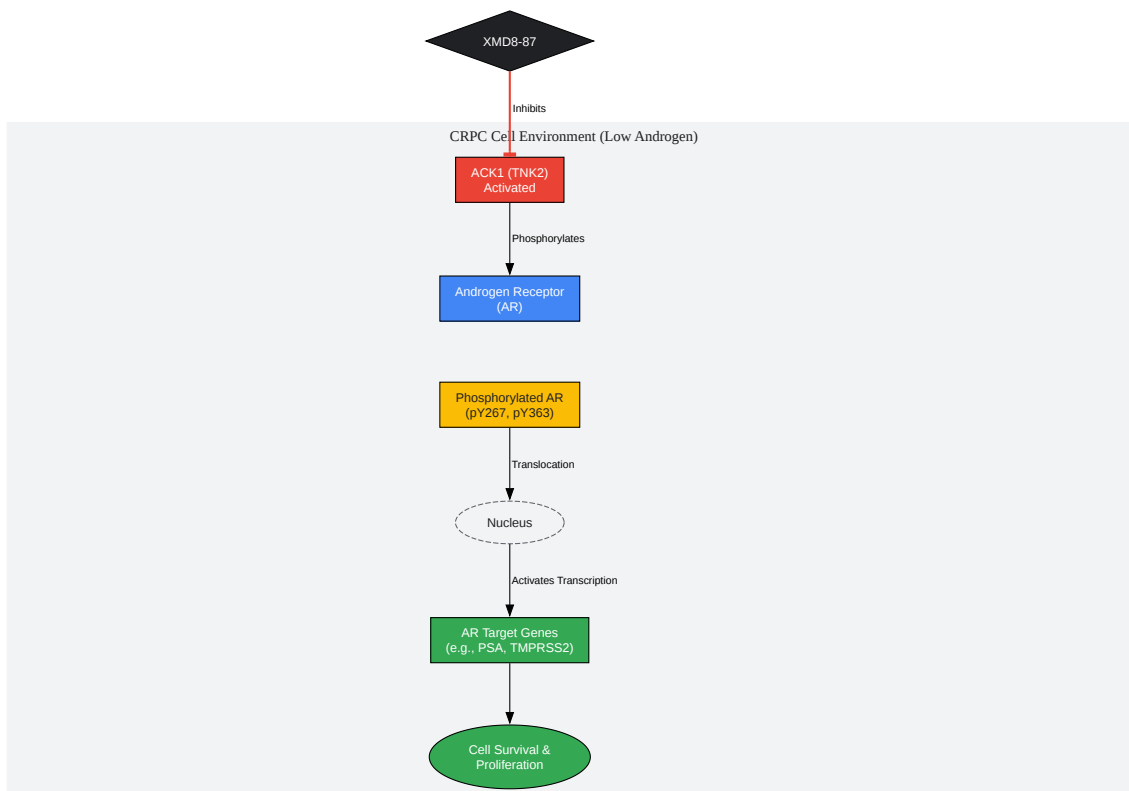 XMD8-87
Inhibits
CRPC Cell Environment (Low Androgen)
ACK1 (TNK2)
Activated
Phosphorylates
Androgen Receptor
(AR)
Phosphorylated AR
(pY267, pY363)
Translocation
Nucleus
Activates Transcription
AR Target Genes
(e.g., PSA, TMPRSS2)
Cell Survival &
Proliferation